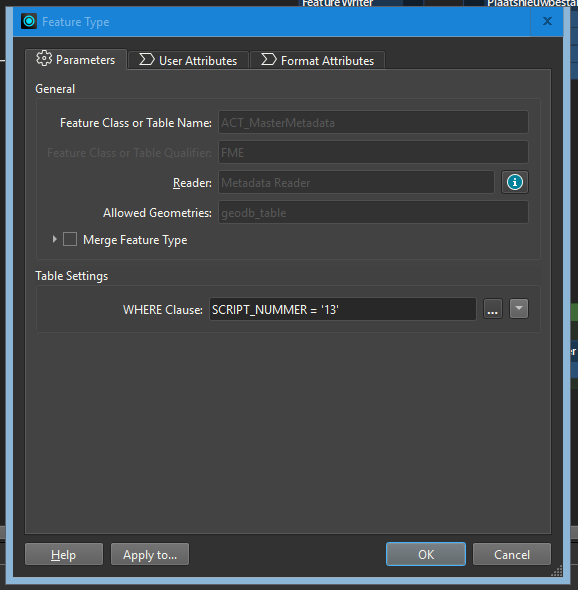 FeatureWriter
Plaatsnieuwbesta
Feature Type
Parameters
User Attributes
Format Attributes
General
Feature Class or Table Name: ACT_MasterMetadata
Feature Class or Table Qualifier: FME
Reader: Metadata Reader
Allowed Geometries: geodb_table
Merge Feature Type
Table Settings
WHERE Clause: SCRIPT_NUMMER = '13' ...
er
Help
Apply to...
OK
Cancel